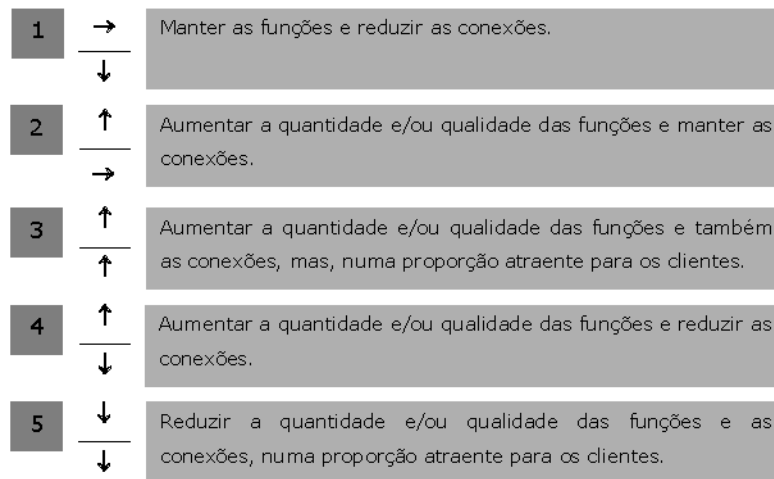 1 → Manter as funções e reduzir as conexões.
↓
2 ↑ Aumentar a quantidade e/ou qualidade das funções e manter as
→ conexões.
3 ↑ Aumentar a quantidade e/ou qualidade das funções e também
↑ as conexões, mas, numa proporção atraente para os clientes.
4 ↑ Aumentar a quantidade e/ou qualidade das funções e reduzir as
↓ conexões.
5 ↓ Reduzir a quantidade e/ou qualidade das funções e as
↓ conexões, numa proporção atraente para os clientes.